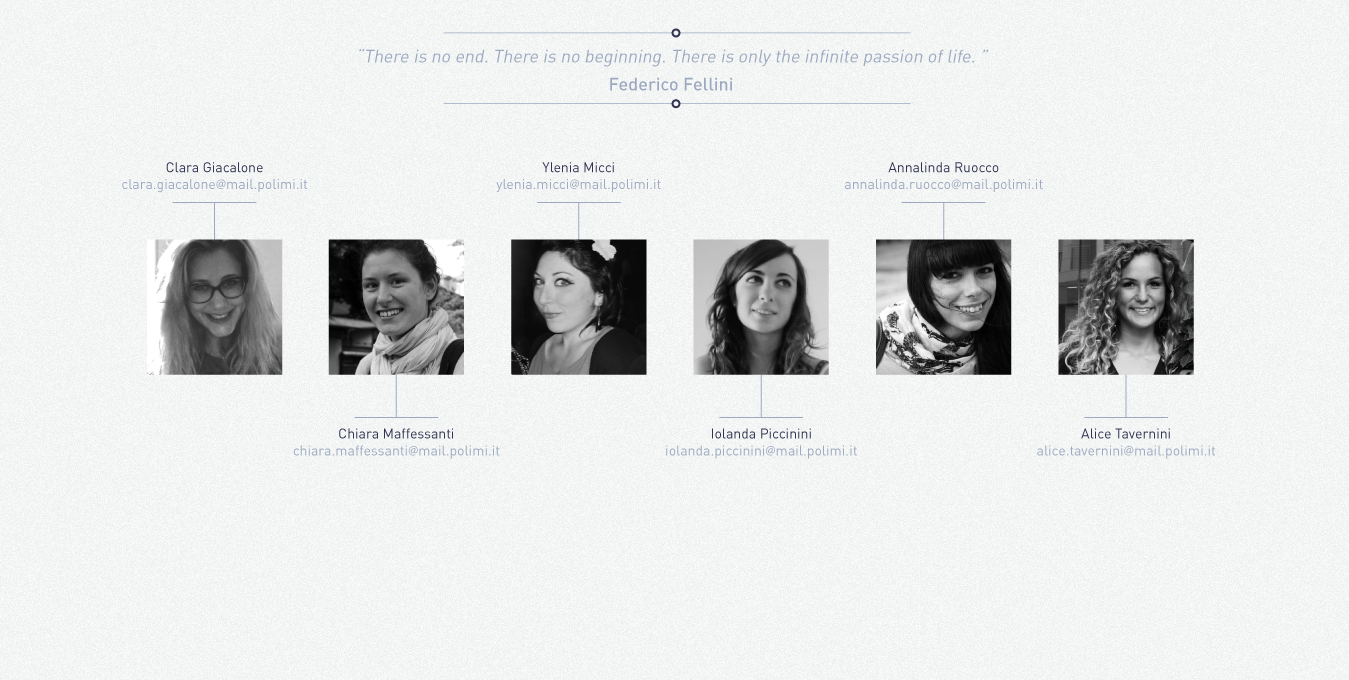 “There is no end. There is no beginning. There is only the infinite passion of life. ”
Federico Fellini
Clara Giacalone
clara.giacalone@mail.polimi.it
Ylenia Micci
ylenia.micci@mail.polimi.it
Annalinda Ruocco
annalinda.ruocco@mail.polimi.it
Chiara Maffessanti
chiara.maffessanti@mail.polimi.it
Iolanda Piccinini
iolanda.piccinini@mail.polimi.it
Alice Tavernini
alice.tavernini@mail.polimi.it